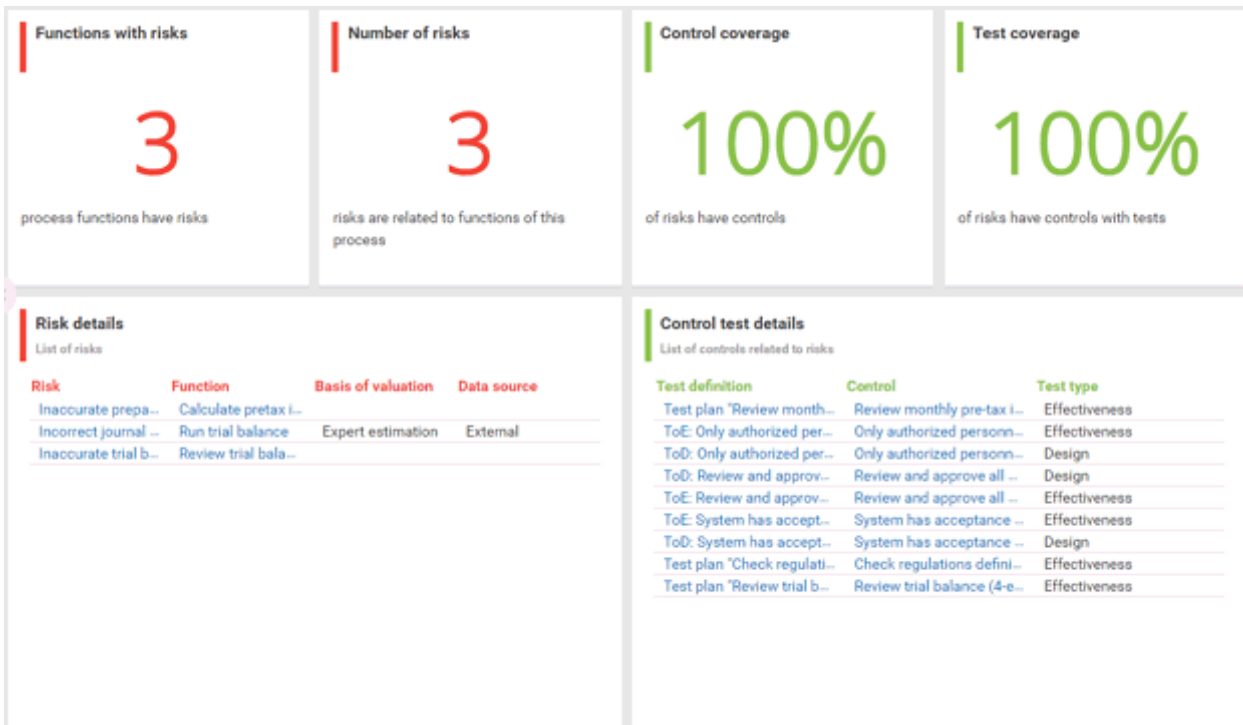 Functions with risks
3
process functions have risks
Number of risks
3
risks are related to functions of this
process
Control coverage
100%
of risks have controls
Test coverage
100%
of risks have controls with tests
Risk details
List of risks
Risk Function Basis of valuation Data source
Inaccurate prepa... Calculate pretax i...
Incorrect journal ... Run trial balance Expert estimation External
Inaccurate trial b... Review trial bala...
Control test details
List of controls related to risks
Test definition Control Test type
Test plan "Review month... Review monthly pre-tax i... Effectiveness
ToE: Only authorized per... Only authorized personn... Effectiveness
ToD: Only authorized per... Only authorized personn... Design
ToD: Review and approv... Review and approve all ... Design
ToE: Review and approv... Review and approve all ... Effectiveness
ToE: System has accept... System has acceptance ... Effectiveness
ToD: System has accept... System has acceptance ... Design
Test plan "Check regulati... Check regulations defini... Effectiveness
Test plan "Review trial b... Review trial balance (4-e... Effectiveness